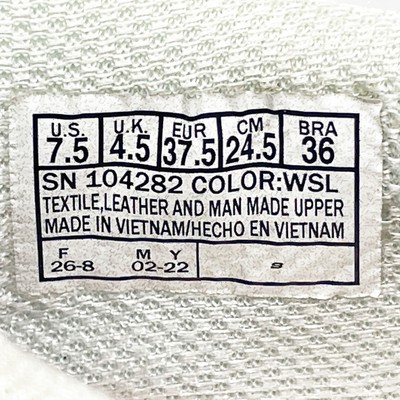 U.S. U.K. EUR CM BRA
7.5 4.5 37.5 24.5 36
SN 104282 COLOR:WSL
TEXTILE,LEATHER AND MAN MADE UPPER
MADE IN VIETNAM/HECHO EN VIETNAM
F M Y
26-8 02-22